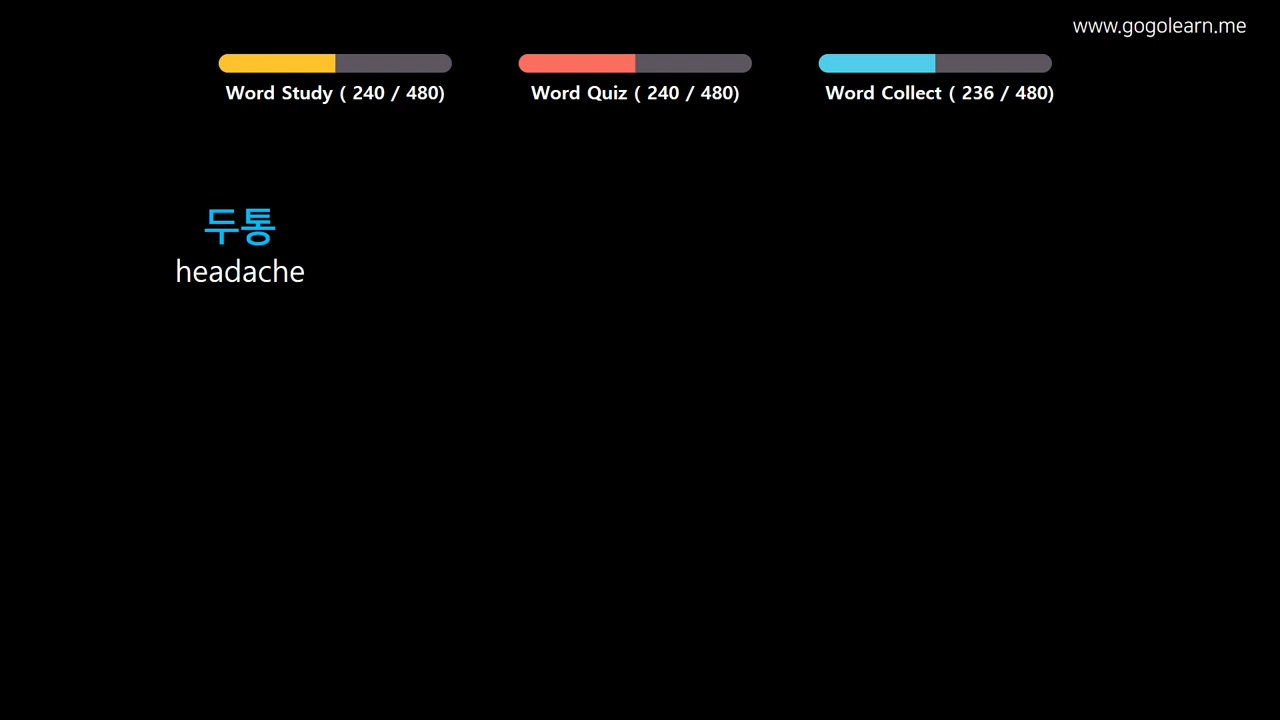 www.gogolearn.me
Word Study ( 240 / 480)
Word Quiz ( 240 / 480)
Word Collect ( 236 / 480)
두통
headache